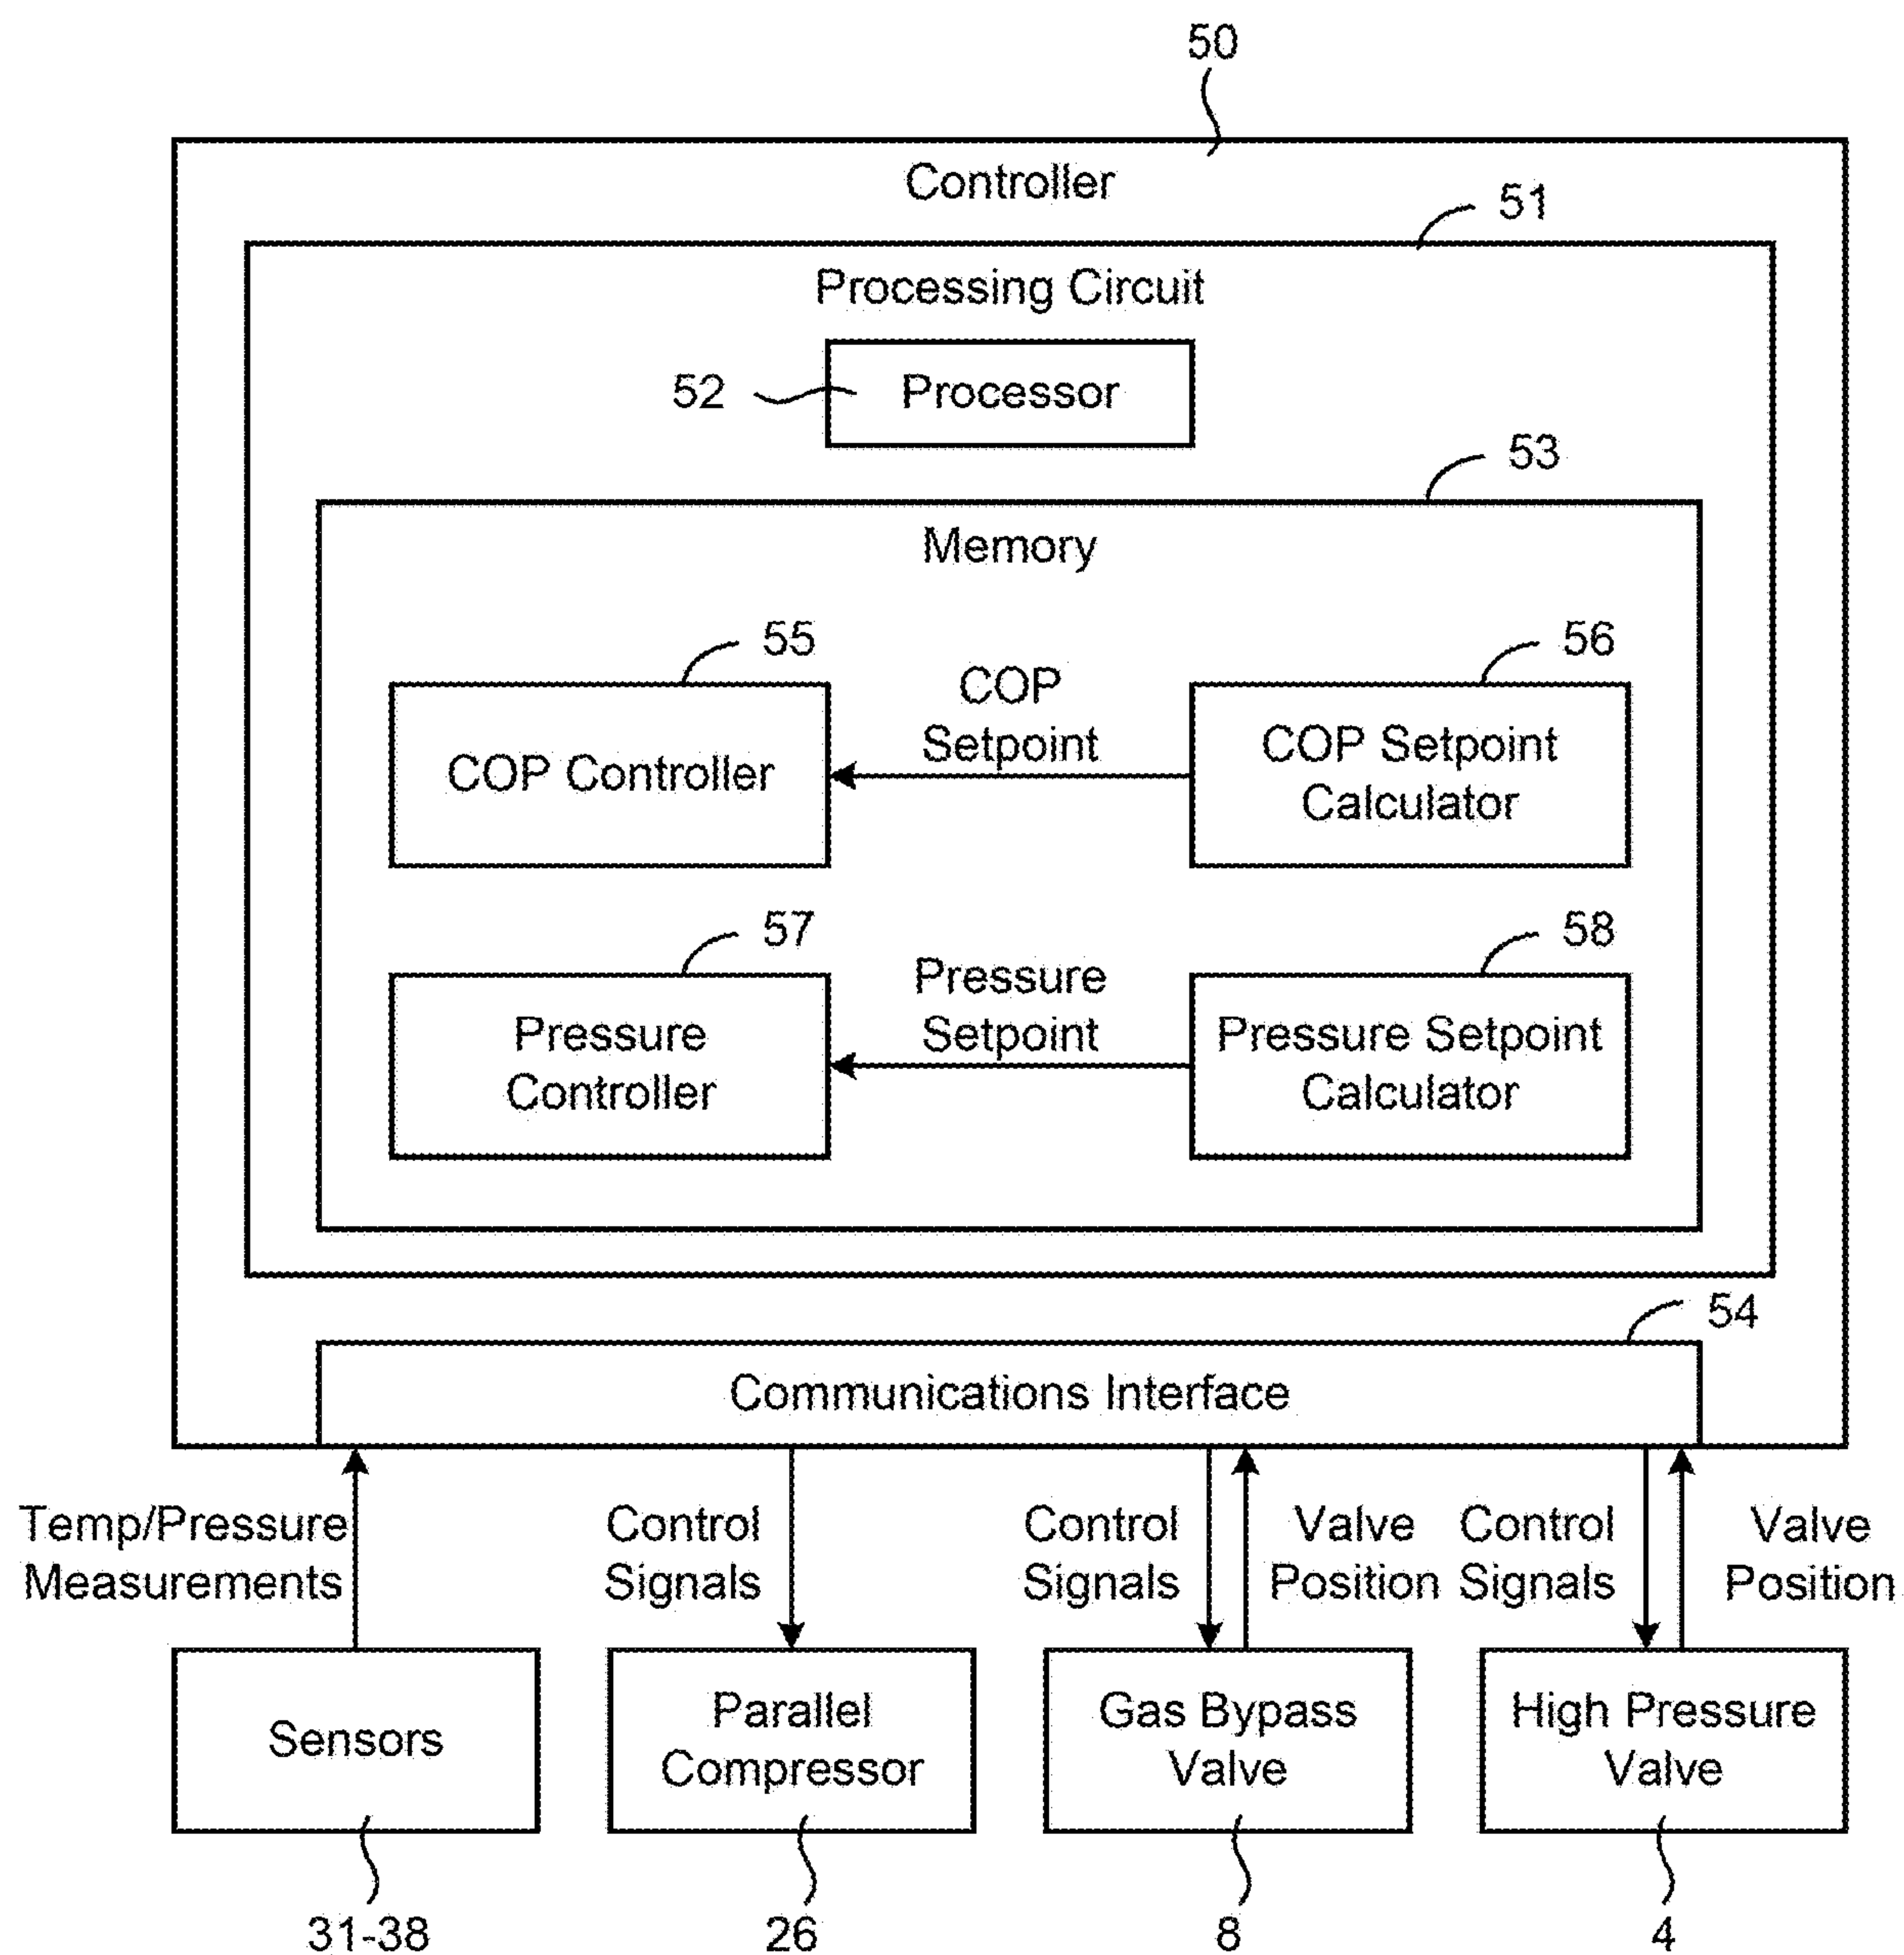 50
Controller
51
Processing Circuit
52
Processor
53
Memory
55
56
COP Controller
COP
Setpoint
COP Setpoint
Calculator
57
58
Pressure
Controller
Pressure
Setpoint
Pressure Setpoint
Calculator
54
Communications Interface
Temp/Pressure
Measurements
Control
Signals
Control
Signals
Valve
Position
Control
Signals
Valve
Position
Sensors
Parallel
Compressor
Gas Bypass
Valve
High Pressure
Valve
31-38
26
8
4